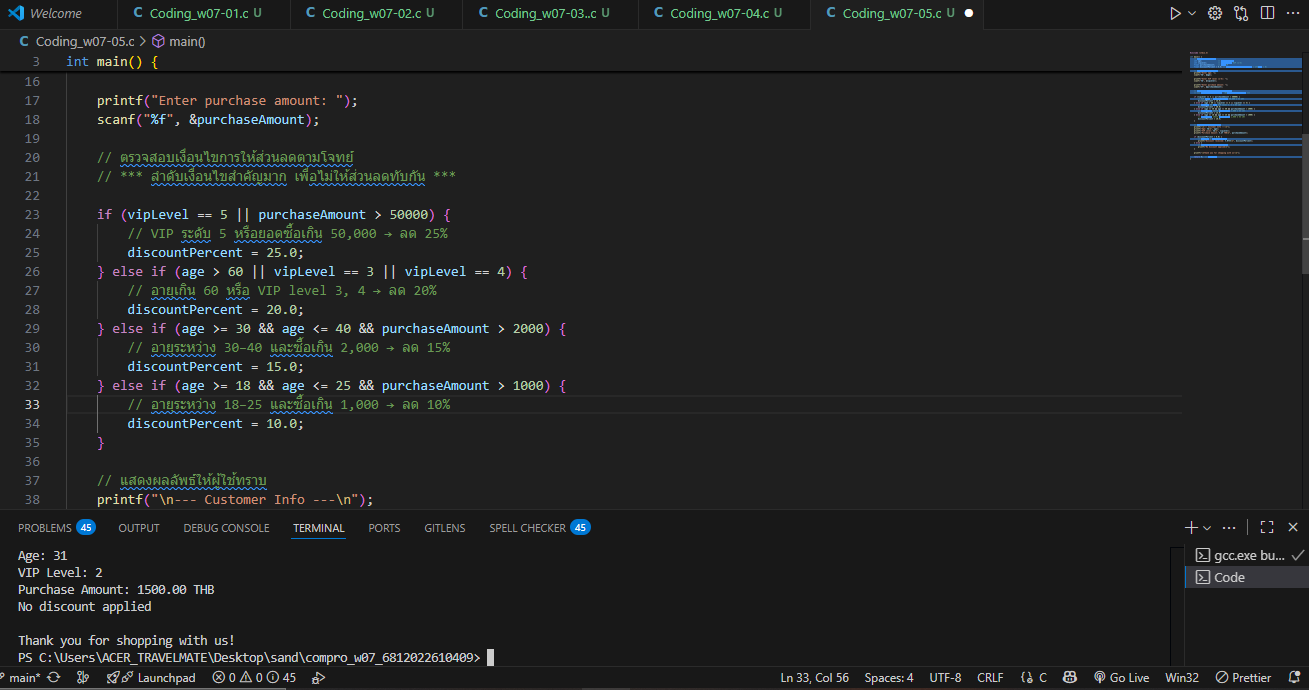 Welcome
C Coding_w07-01.c U
C Coding_w07-02.c U
C Coding_w07-03..c U
C Coding_w07-04.c U
C Coding_w07-05.c U
C Coding_w07-05.c > main()
3 int main() {
16
17 printf("Enter purchase amount: ");
18 scanf("%f", &purchaseAmount);
19
20 // ตรวจสอบเงื่อนไขการให้ส่วนลดตามโจทย์
21 // *** ลำดับเงื่อนไขสำคัญมาก เพื่อไม่ให้ส่วนลดทับกัน ***
22
23 if (vipLevel == 5 || purchaseAmount > 50000) {
24 // VIP ระดับ 5 หรือยอดซื้อเกิน 50,000 → ลด 25%
25 discountPercent = 25.0;
26 } else if (age > 60 || vipLevel == 3 || vipLevel == 4) {
27 // อายุเกิน 60 หรือ VIP level 3, 4 → ลด 20%
28 discountPercent = 20.0;
29 } else if (age >= 30 && age <= 40 && purchaseAmount > 2000) {
30 // อายุระหว่าง 30–40 และซื้อเกิน 2,000 → ลด 15%
31 discountPercent = 15.0;
32 } else if (age >= 18 && age <= 25 && purchaseAmount > 1000) {
33 // อายุระหว่าง 18–25 และซื้อเกิน 1,000 → ลด 10%
34 discountPercent = 10.0;
35 }
36
37 // แสดงผลลัพธ์ให้ผู้ใช้ทราบ
38 printf("\n--- Customer Info ---\n");
PROBLEMS 45 OUTPUT DEBUG CONSOLE TERMINAL PORTS GITLENS SPELL CHECKER 45
Age: 31
VIP Level: 2
Purchase Amount: 1500.00 THB
No discount applied
Thank you for shopping with us!
PS C:\Users\ACER_TRAVELMATE\Desktop\sand\compro_w07_6812022610409>
gcc.exe bu...
Code
main* Launchpad 0 0 45 Ln 33, Col 56 Spaces: 4 UTF-8 CRLF {} C Go Live Win32 Prettier